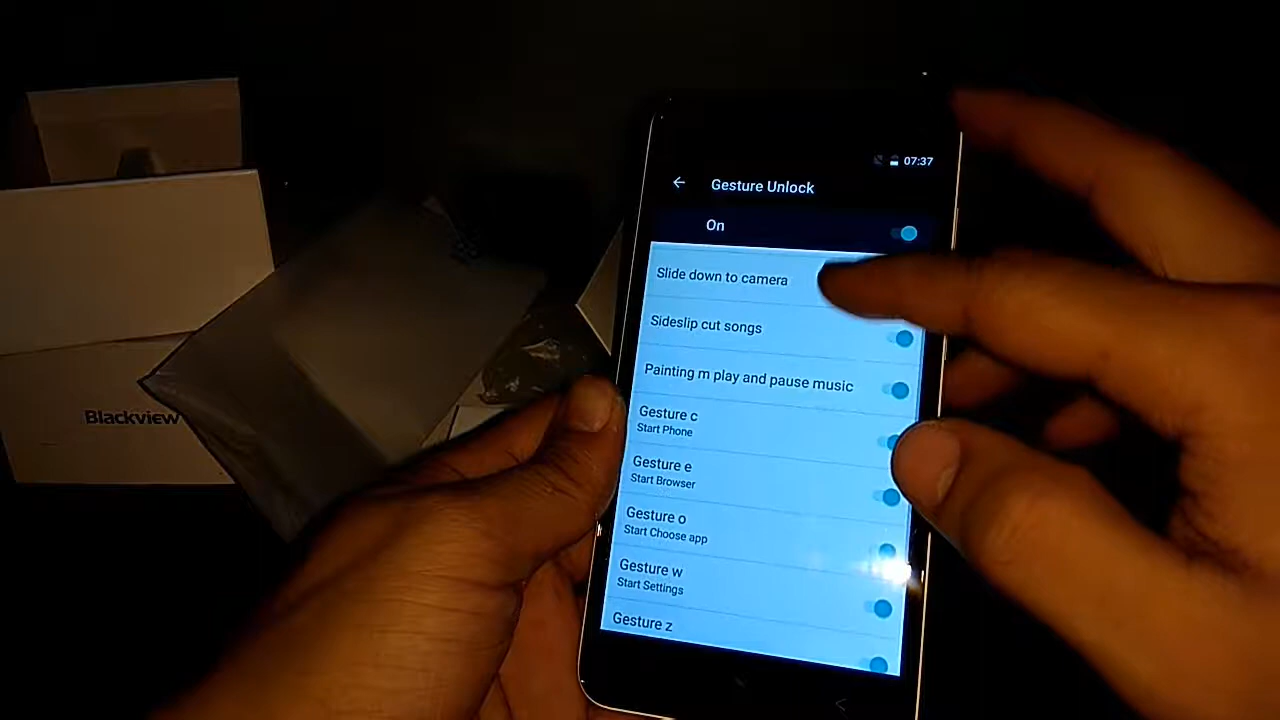 07:37
Gesture Unlock
On
Slide down to camera
Sideslip cut songs
Painting m play and pause music
Gesture c
Start Phone
Gesture e
Start Browser
Gesture o
Start Choose app
Gesture w
Start Settings
Gesture z
Blackview